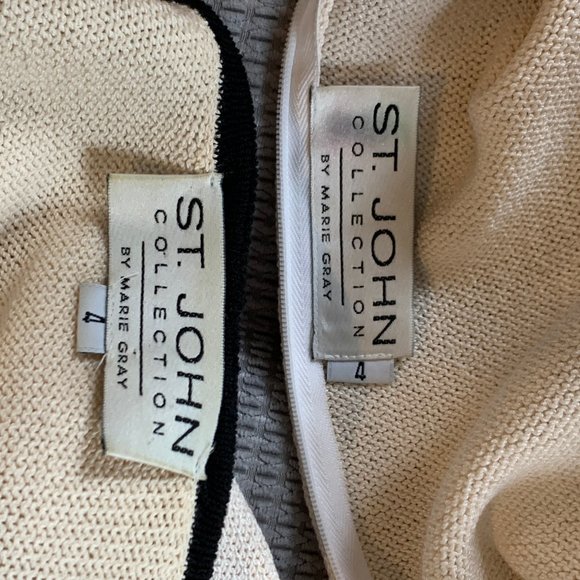 ST. JOHN
COLLECTION
BY MARIE GRAY
4
ST. JOHN
COLLECTION
BY MARIE GRAY
4